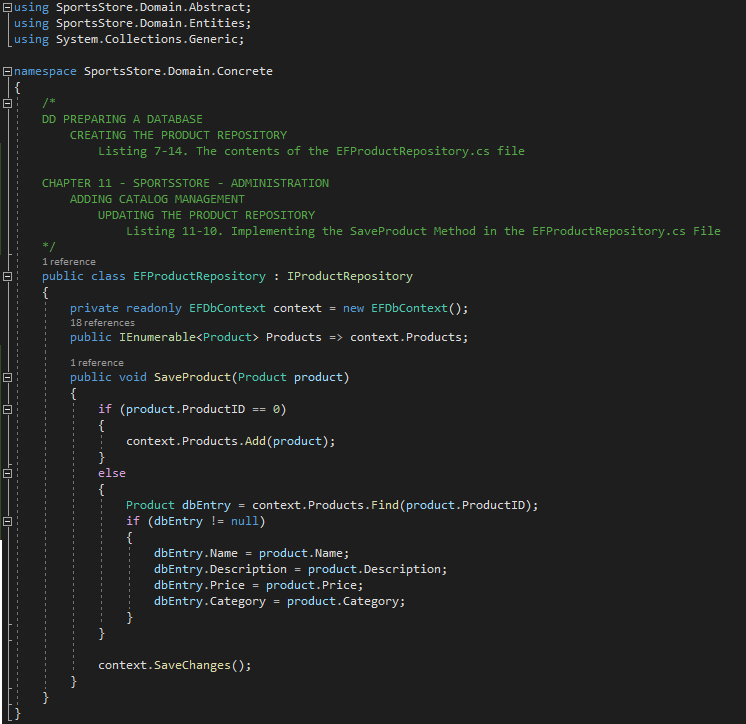 using SportsStore.Domain.Abstract;
using SportsStore.Domain.Entities;
using System.Collections.Generic;

namespace SportsStore.Domain.Concrete
{
    /*
    DD PREPARING A DATABASE
        CREATING THE PRODUCT REPOSITORY
            Listing 7-14. The contents of the EFProductRepository.cs file

    CHAPTER 11 - SPORTSSTORE - ADMINISTRATION
        ADDING CATALOG MANAGEMENT
            UPDATING THE PRODUCT REPOSITORY
                Listing 11-10. Implementing the SaveProduct Method in the EFProductRepository.cs File
    */
    1 reference
    public class EFProductRepository : IProductRepository
    {
        private readonly EFDbContext context = new EFDbContext();
        18 references
        public IEnumerable<Product> Products => context.Products;

        1 reference
        public void SaveProduct(Product product)
        {
            if (product.ProductID == 0)
            {
                context.Products.Add(product);
            }
            else
            {
                Product dbEntry = context.Products.Find(product.ProductID);
                if (dbEntry != null)
                {
                    dbEntry.Name = product.Name;
                    dbEntry.Description = product.Description;
                    dbEntry.Price = product.Price;
                    dbEntry.Category = product.Category;
                }
            }

            context.SaveChanges();
        }
    }
}